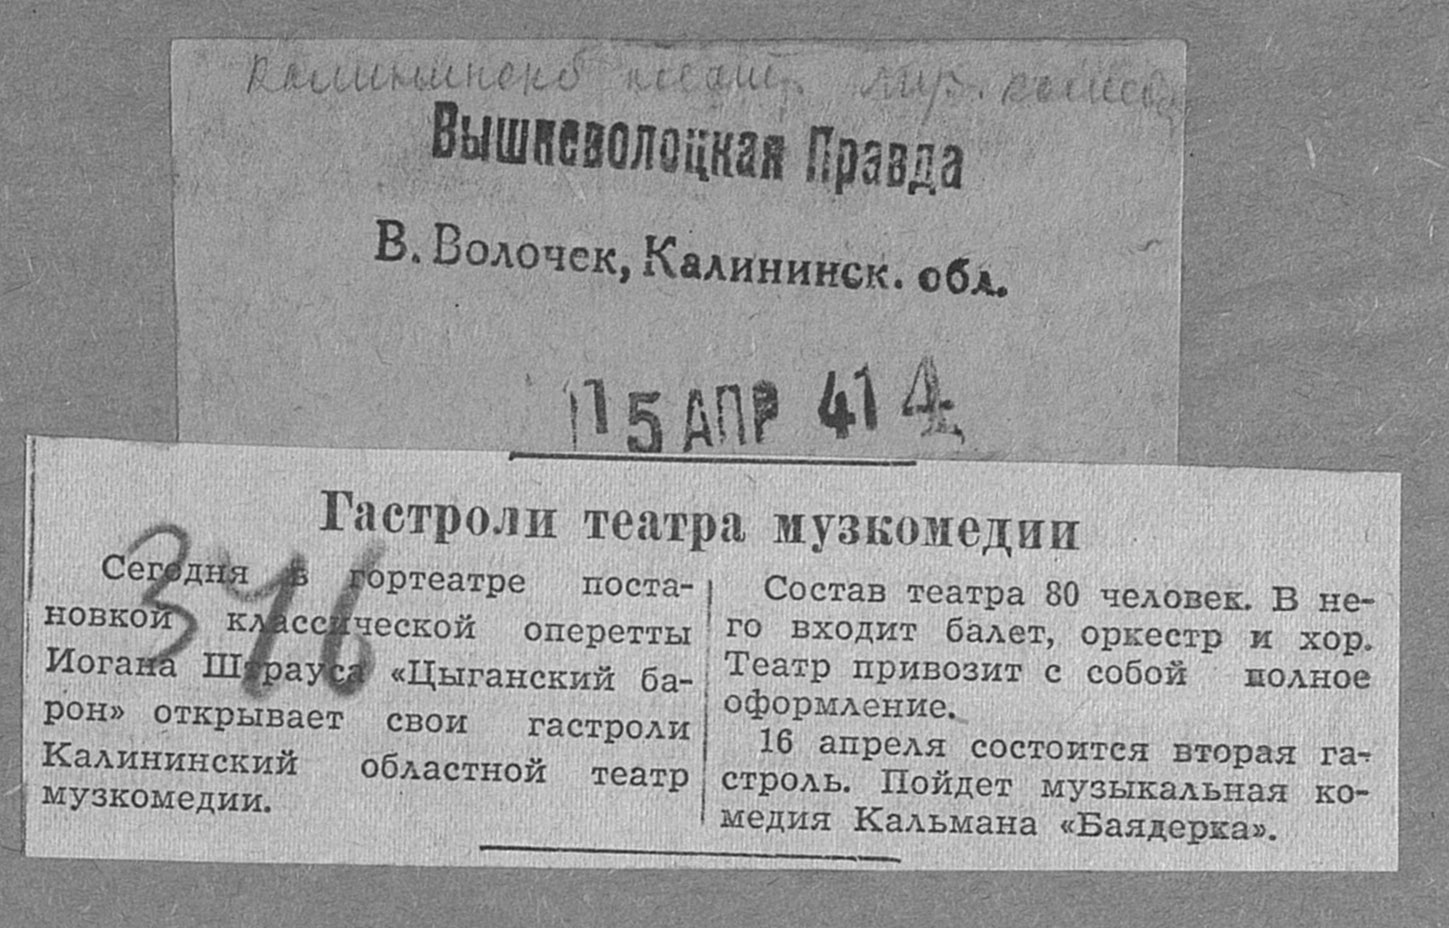 Вышневолоцкая Правда
В. Волочек, Калининск. обл.
15 АПР 41 4
Гастроли театра музкомедии
376
Сегодня в гортеатре поста-
новкой классической оперетты
Иогана Штрауса «Цыганский ба-
рон» открывает свои гастроли
Калининский областной театр
музкомедии.
Состав театра 80 человек. В не-
го входит балет, оркестр и хор.
Театр привозит с собой полное
оформление.
16 апреля состоится вторая га-
строль. Пойдет музыкальная ко-
медия Кальмана «Баядерка».